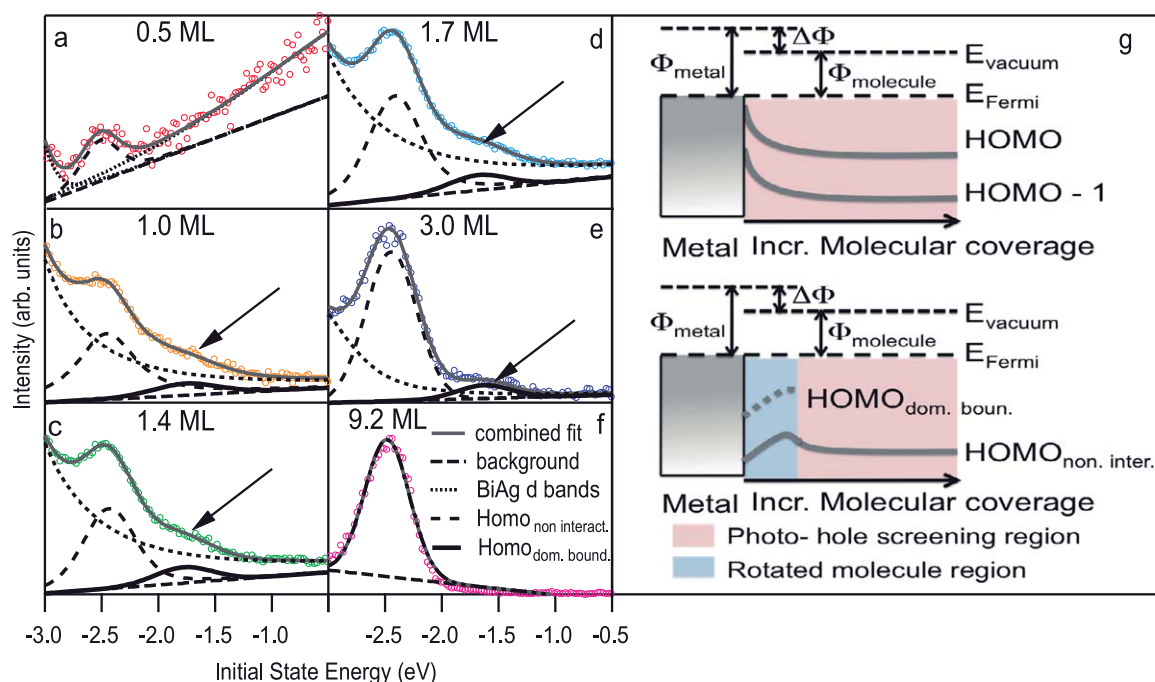 a
0.5 ML
1.7 ML
d
b
1.0 ML
3.0 ML
e
c
1.4 ML
9.2 ML
f
combined fit
background
BiAg d bands
Homo non interact.
Homo dom. bound.
Intensity (arb. units)
-3.0 -2.5 -2.0 -1.5 -1.0
-2.5 -2.0 -1.5 -1.0 -0.5
Initial State Energy (eV)
g
ΔΦ
Φmetal
Evacuum
Φmolecule
EFermi
HOMO
HOMO - 1
Metal Incr. Molecular coverage
ΔΦ
Φmetal
Evacuum
Φmolecule
EFermi
HOMOdom. boun.
HOMOnon. inter.
Metal Incr. Molecular coverage
Photo- hole screening region
Rotated molecule region